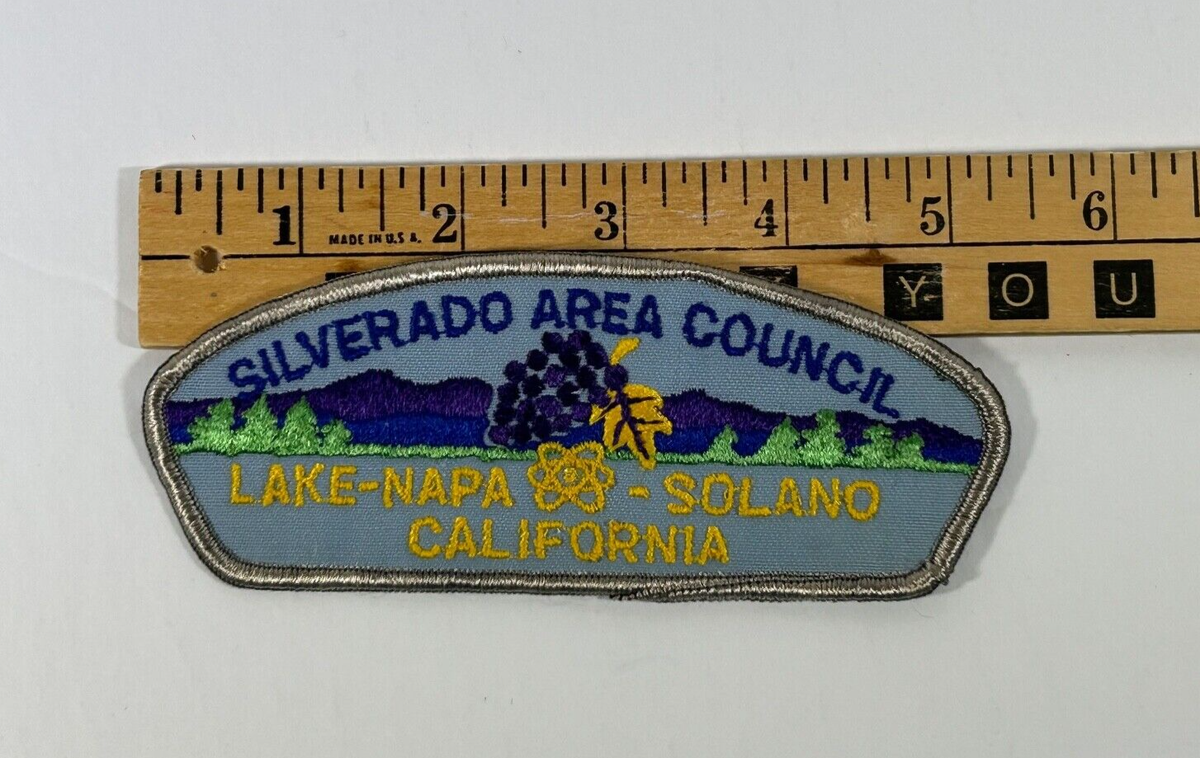 1 2 3 4 5 6
MADE IN U.S.A.
Y O U
SILVERADO AREA COUNCIL
LAKE-NAPA - SOLANO
CALIFORNIA